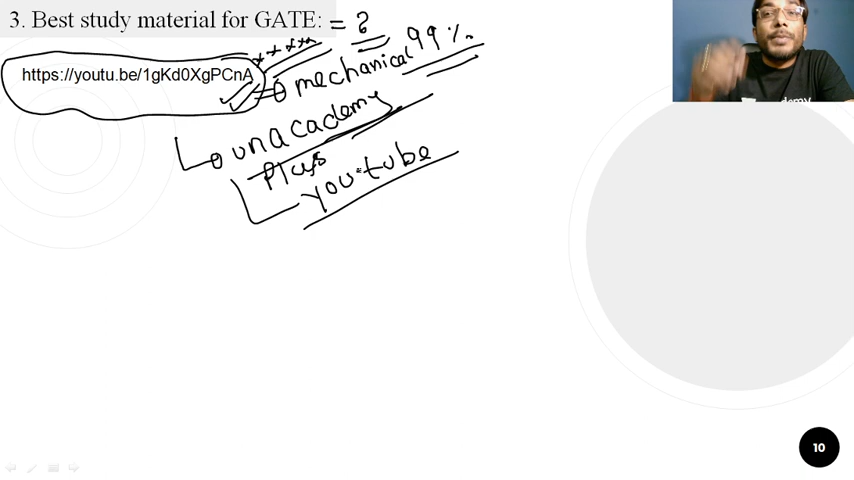 3. Best study material for GATE: = ?
https://youtu.be/1gKd0XgPCnA
mechanical 99%
unacademy
Plus
YouTube
10